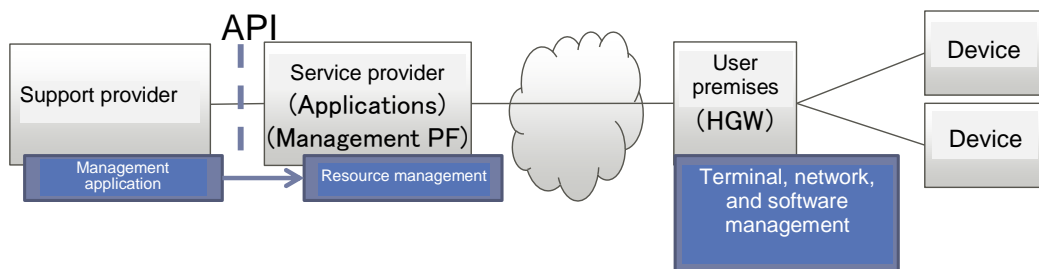 API
Support provider
Service provider
(Applications)
(Management PF)
User
premises
(HGW)
Device
Device
Management
application
Resource management
Terminal, network,
and software
management